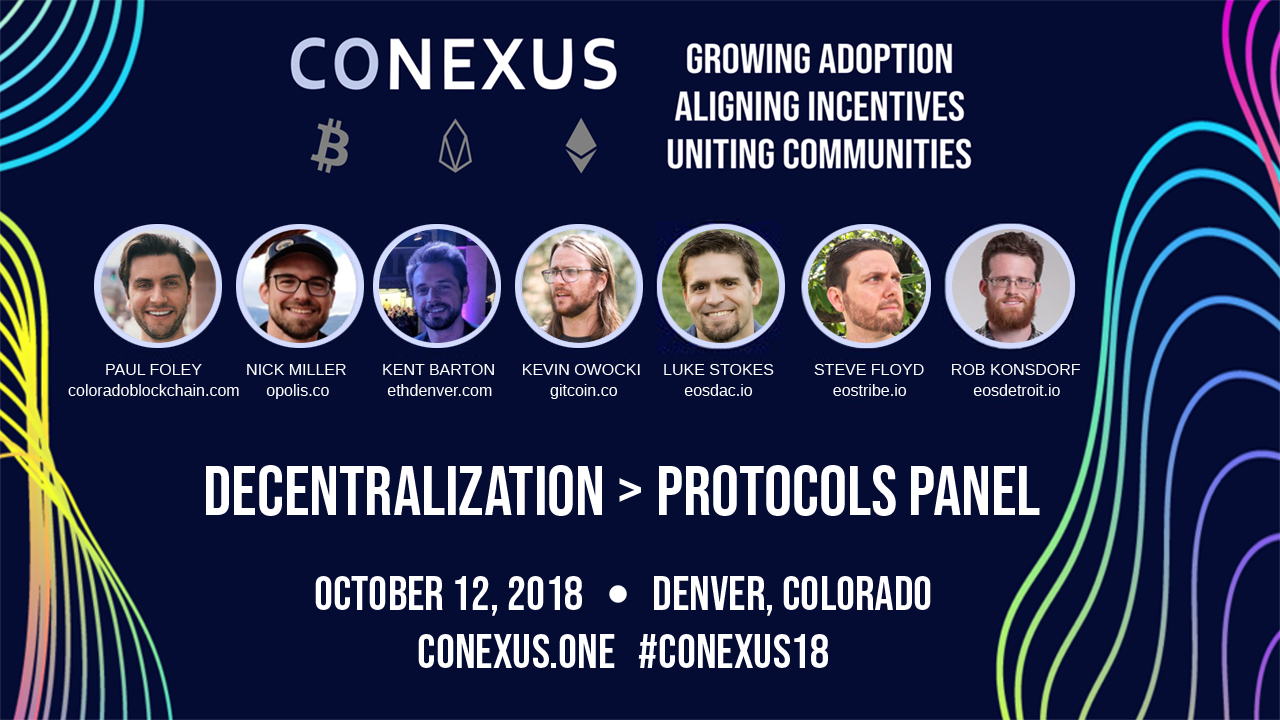 CONEXUS
GROWING ADOPTION
ALIGNING INCENTIVES
UNITING COMMUNITIES
PAUL FOLEY
coloradoblockchain.com
NICK MILLER
opolis.co
KENT BARTON
ethdenver.com
KEVIN OWOCKI
gitcoin.co
LUKE STOKES
eosdac.io
STEVE FLOYD
eostribe.io
ROB KONSDORF
eosdetroit.io
DECENTRALIZATION > PROTOCOLS PANEL
OCTOBER 12, 2018 • DENVER, COLORADO
CONEXUS.ONE #CONEXUS18